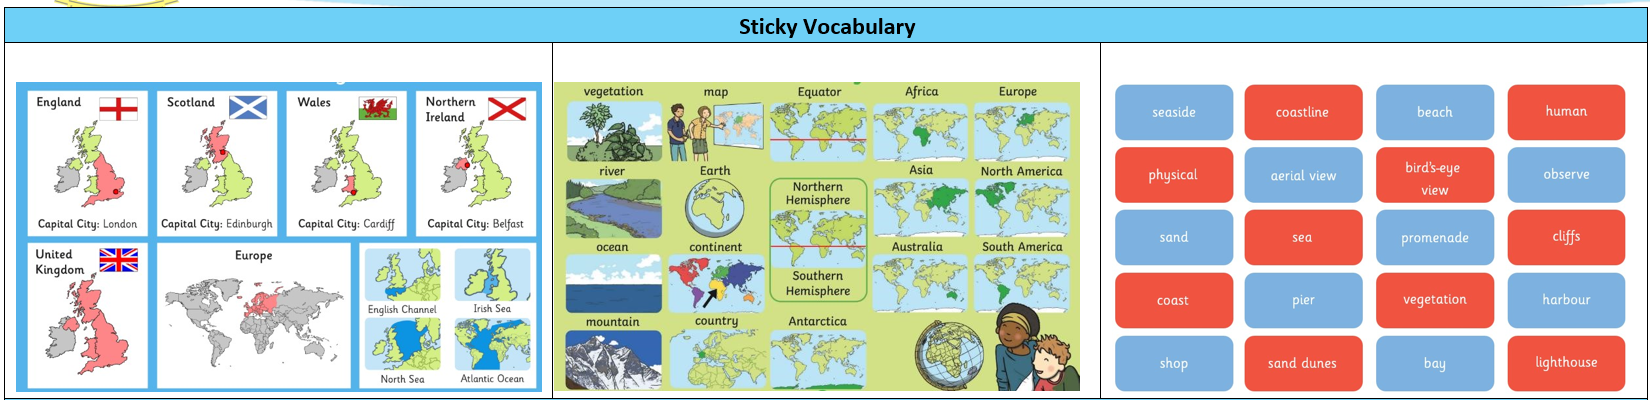 Sticky Vocabulary
England
Capital City: London
Scotland
Capital City: Edinburgh
Wales
Capital City: Cardiff
Northern
Ireland
Capital City: Belfast
United
Kingdom
Europe
English Channel
Irish Sea
North Sea
Atlantic Ocean
vegetation
map
Equator
Africa
Europe
river
Earth
Northern
Hemisphere
Southern
Hemisphere
Asia
North America
ocean
continent
Australia
South America
mountain
country
Antarctica
seaside
coastline
beach
human
physical
aerial view
bird's-eye
view
observe
sand
sea
promenade
cliffs
coast
pier
vegetation
harbour
shop
sand dunes
bay
lighthouse